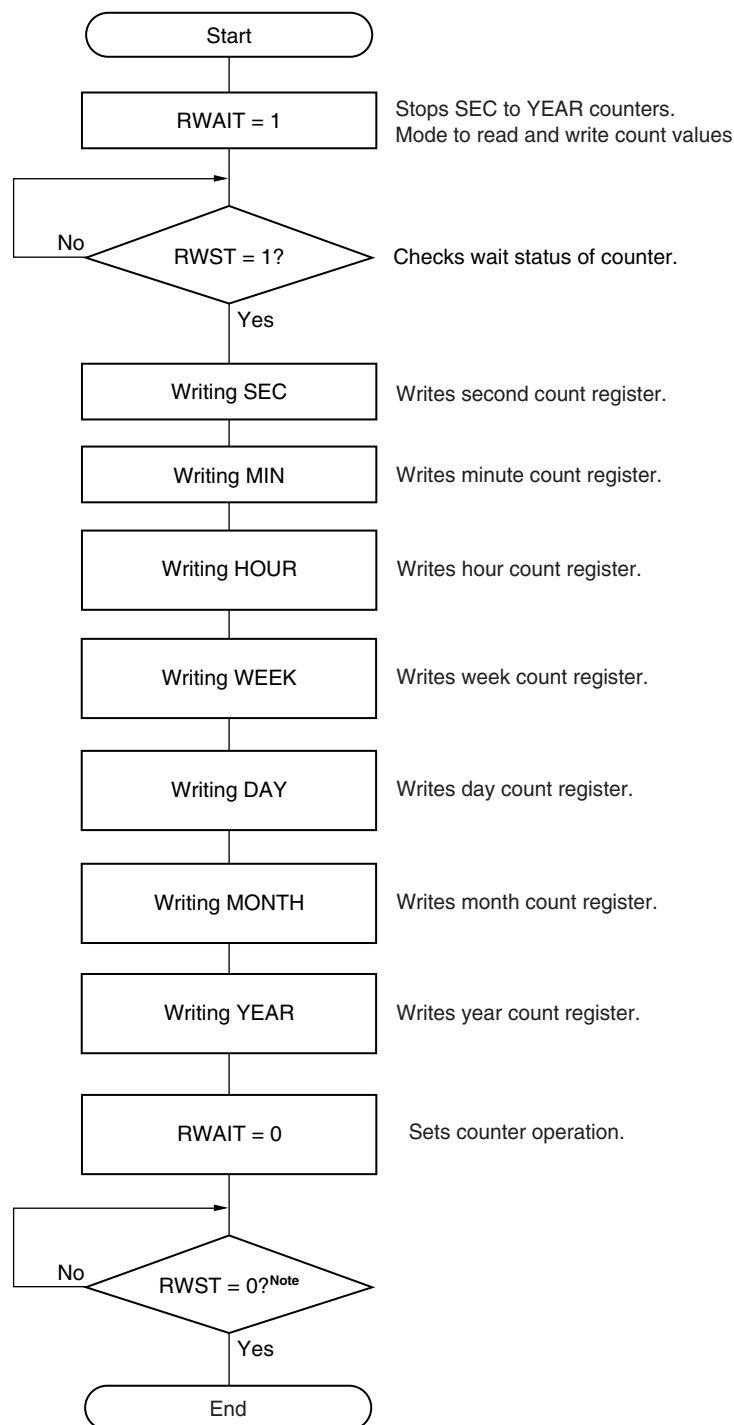 Start
RWAIT = 1
Stops SEC to YEAR counters.
Mode to read and write count values
No
RWST = 1?
Checks wait status of counter.
Yes
Writing SEC
Writes second count register.
Writing MIN
Writes minute count register.
Writing HOUR
Writes hour count register.
Writing WEEK
Writes week count register.
Writing DAY
Writes day count register.
Writing MONTH
Writes month count register.
Writing YEAR
Writes year count register.
RWAIT = 0
Sets counter operation.
No
RWST = 0?Note
Yes
End